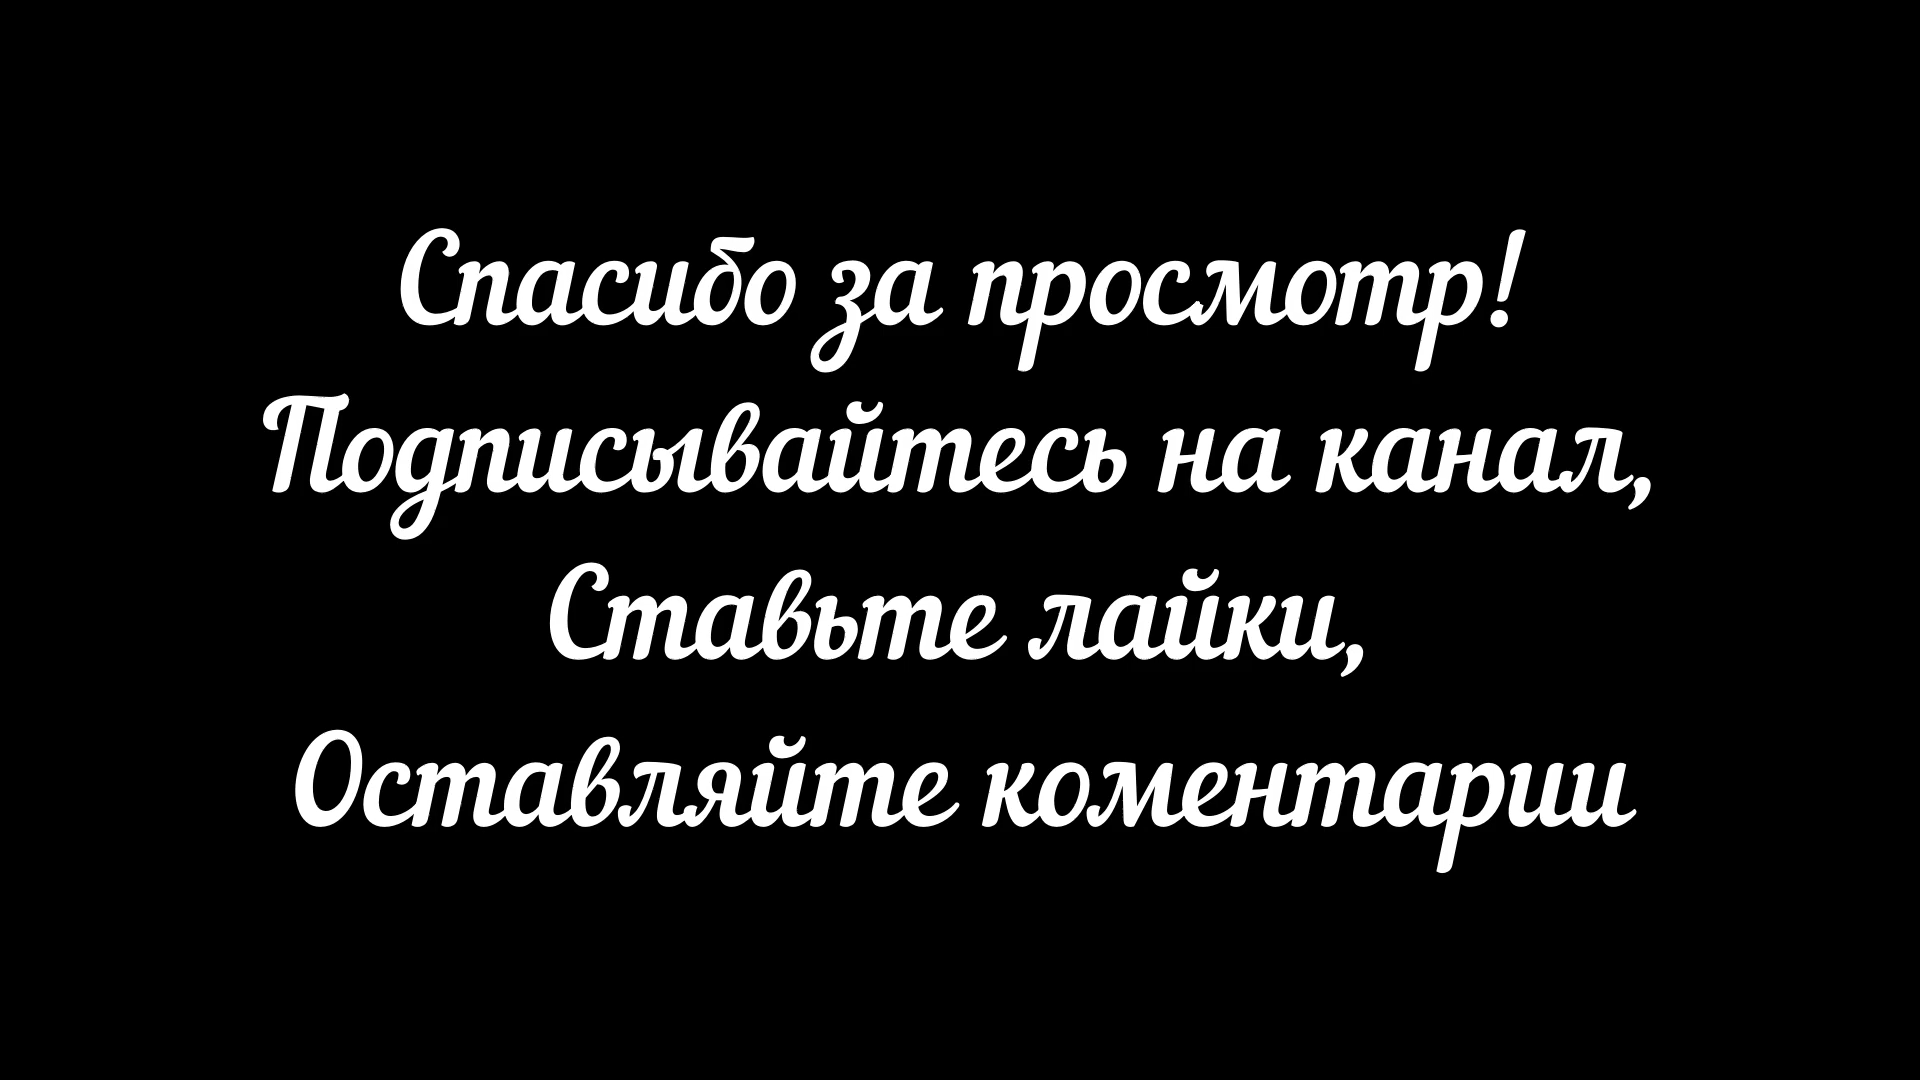 Спасибо за просмотр!
Подписывайтесь на канал,
Ставьте лайки,
Оставляйте коментарии